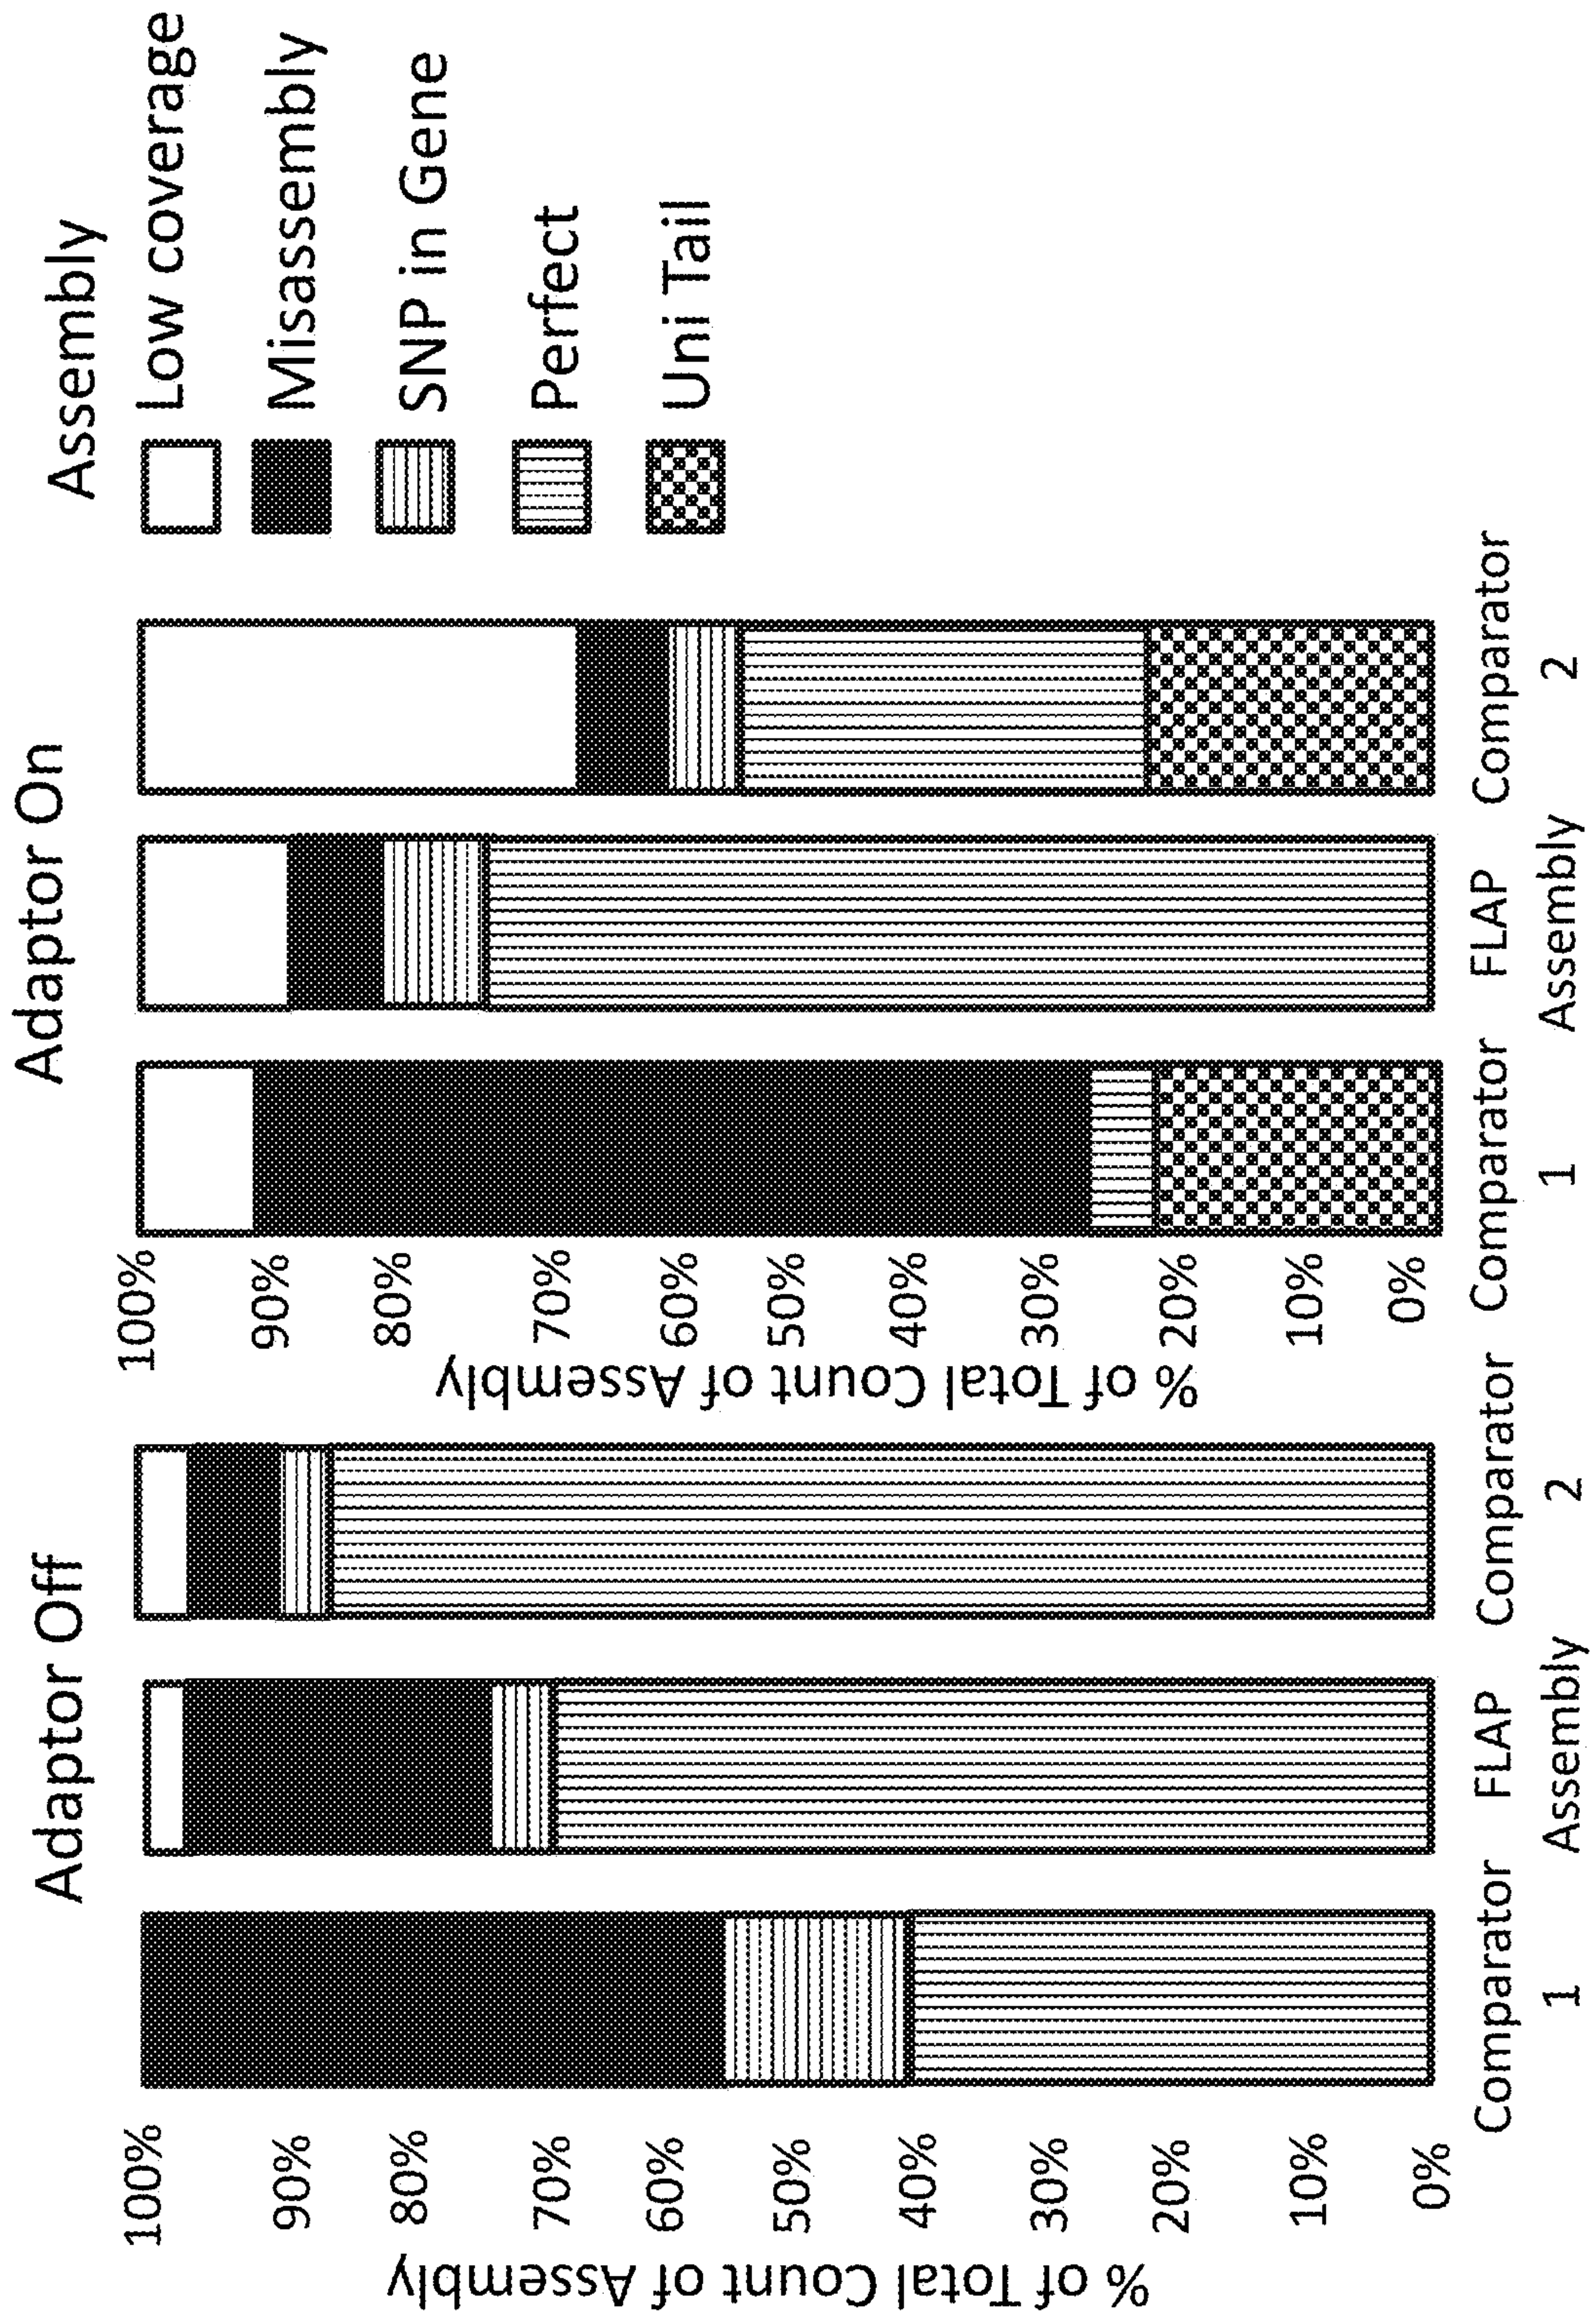 Adaptor Off
% of Total Count of Assembly
100%
90%
80%
70%
60%
50%
40%
30%
20%
10%
0%
Comparator 1
FLAP Assembly
Comparator 2
Adaptor On
% of Total Count of Assembly
100%
90%
80%
70%
60%
50%
40%
30%
20%
10%
0%
Comparator 1
FLAP Assembly
Comparator 2
Assembly
Low coverage
Misassembly
SNP in Gene
Perfect
Uni Tail